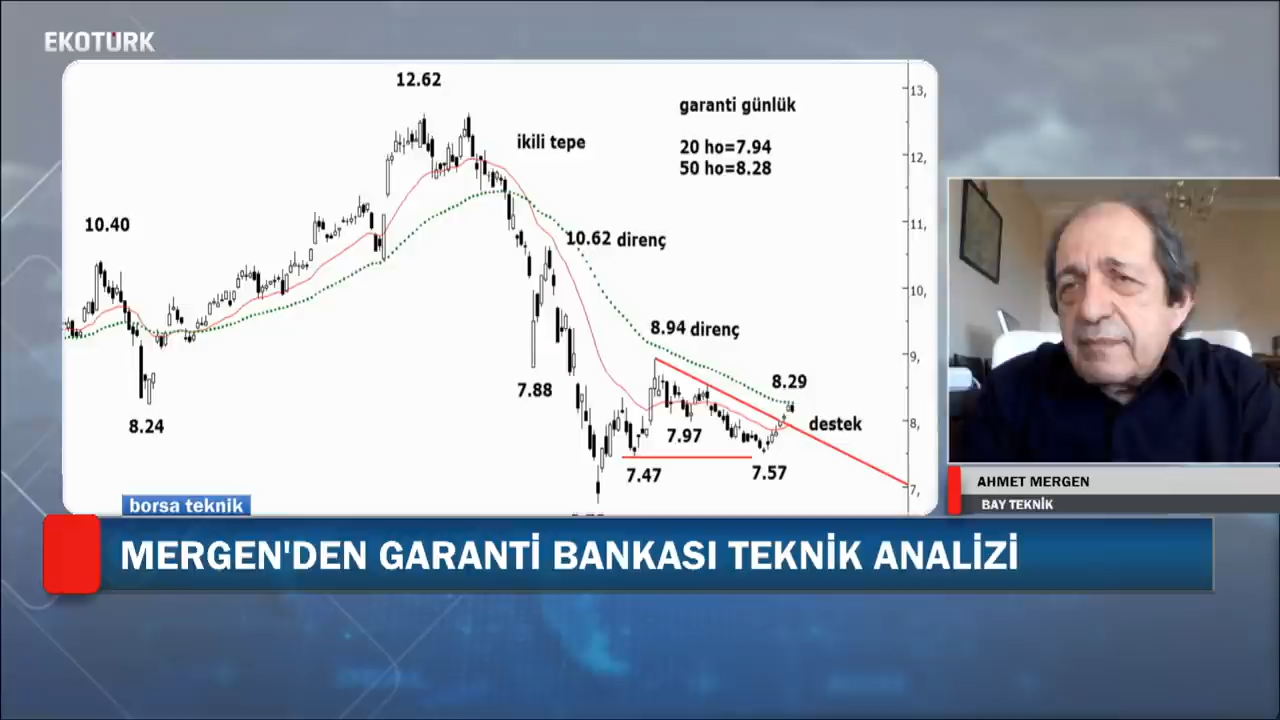 EKOTÜRK
12.62
garanti günlük
ikili tepe
20 ho=7.94
50 ho=8.28
10.40
10.62 direnç
8.94 direnç
7.88
8.29
8.24
7.97
destek
7.47
7.57
13,
12,
11,
10,
9,
8,
7,
borsa teknik
AHMET MERGEN
BAY TEKNİK
MERGEN'DEN GARANTİ BANKASI TEKNİK ANALİZİ